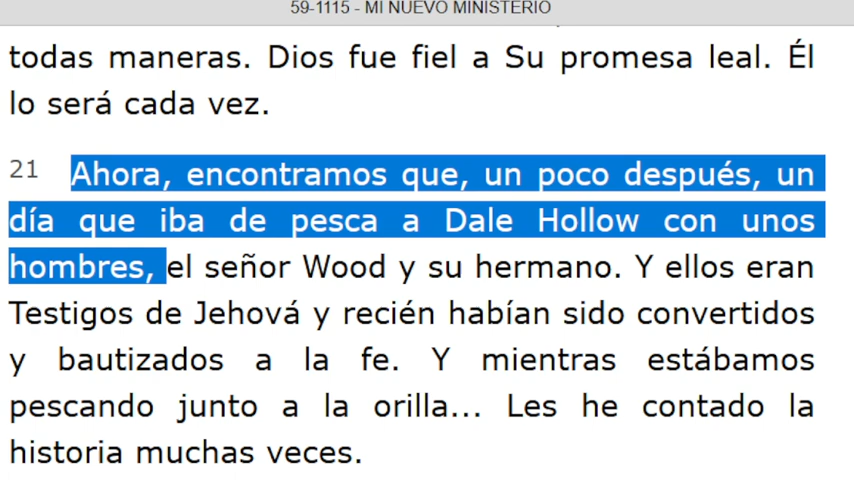 59-1115 - MI NUEVO MINISTERIO
todas maneras. Dios fue fiel a Su promesa leal. Él
lo será cada vez.
21 Ahora, encontramos que, un poco después, un
día que iba de pesca a Dale Hollow con unos
hombres, el señor Wood y su hermano. Y ellos eran
Testigos de Jehová y recién habían sido convertidos
y bautizados a la fe. Y mientras estábamos
pescando junto a la orilla... Les he contado la
historia muchas veces.